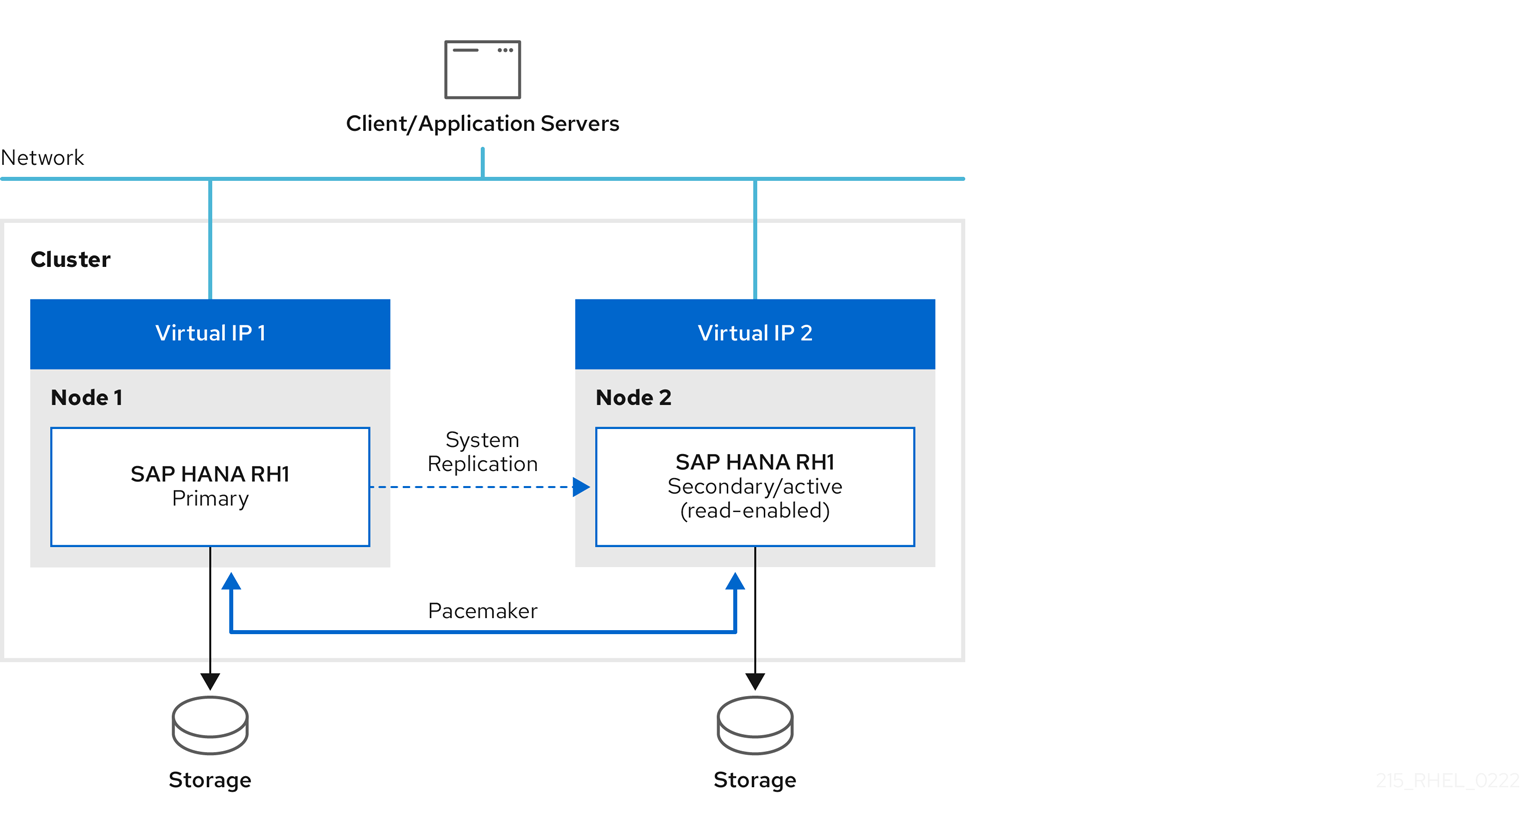 Client/Application Servers
Network
Cluster
Virtual IP 1
Virtual IP 2
Node 1
Node 2
SAP HANA RH1
Primary
System
Replication
SAP HANA RH1
Secondary/active
(read-enabled)
Pacemaker
Storage
Storage
215_RHEL_0222